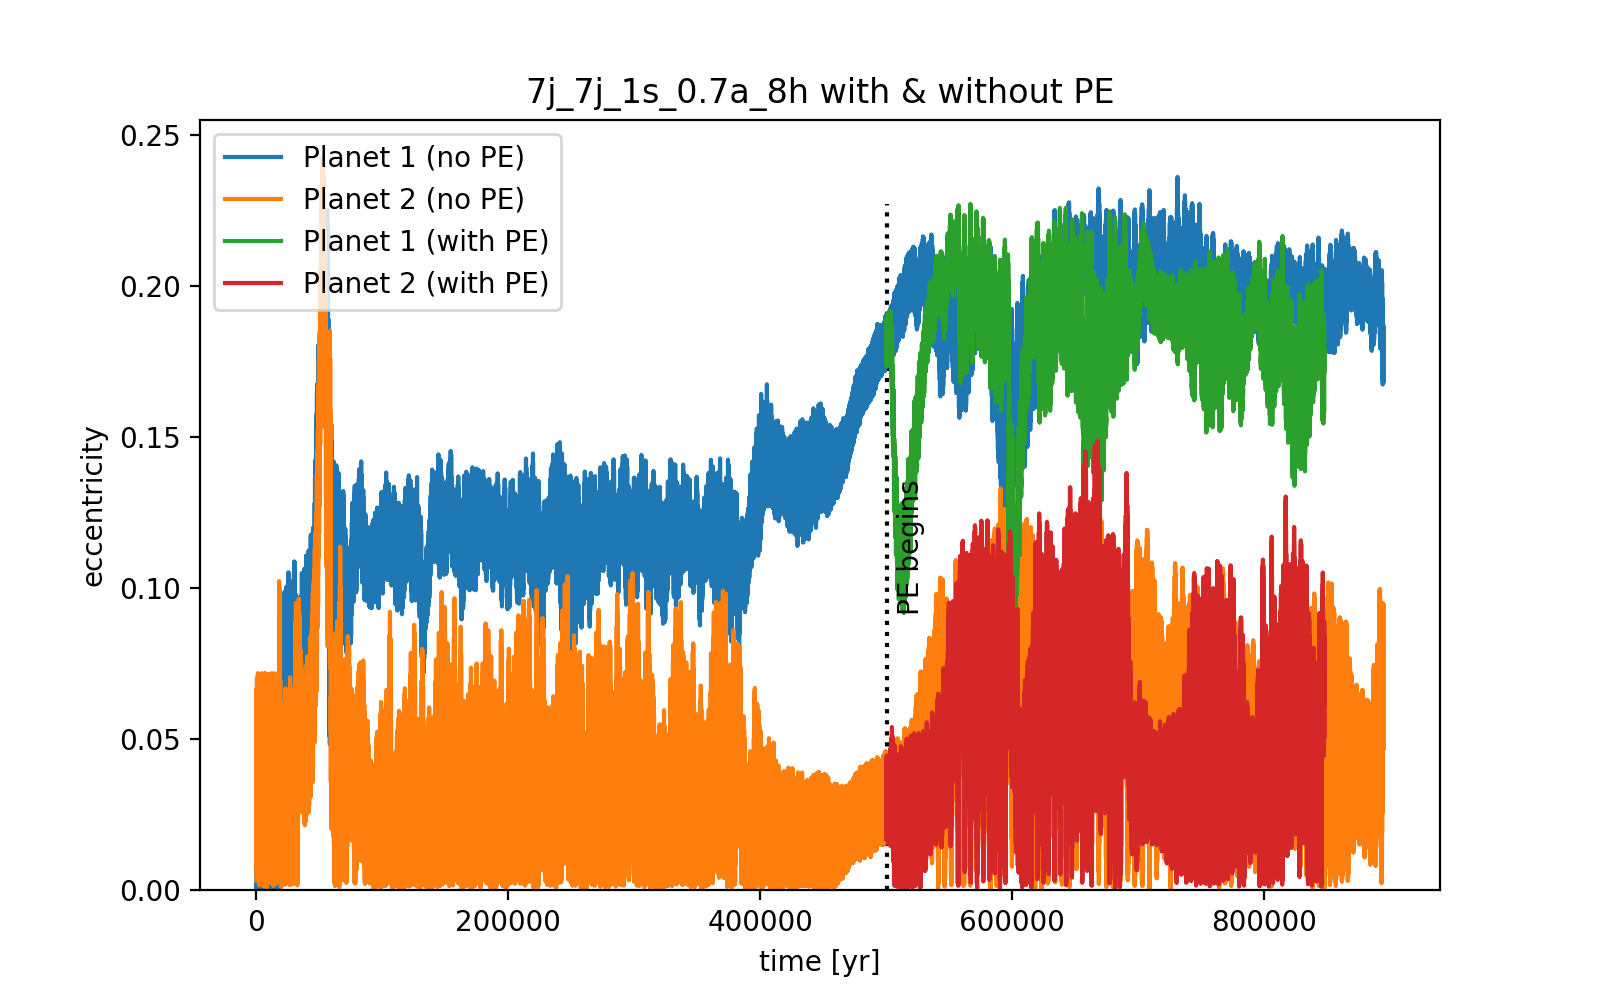 7j_7j_1s_0.7a_8h with & without PE
0.25
0.20
0.15
0.10
0.05
0.00
eccentricity
Planet 1 (no PE)
Planet 2 (no PE)
Planet 1 (with PE)
Planet 2 (with PE)
PE begins
0
200000
400000
600000
800000
time [yr]